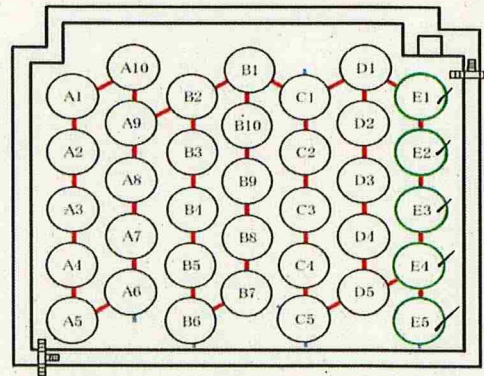 A10 B1 D1
A1 B2 C1 E1
A9 B10 D2
A2 B3 C2 E2
A8 B9 D3
A3 B4 C3 E3
A7 B8 D4
A4 B5 C4 E4
A6 B7 D5
A5 B6 C5 E5